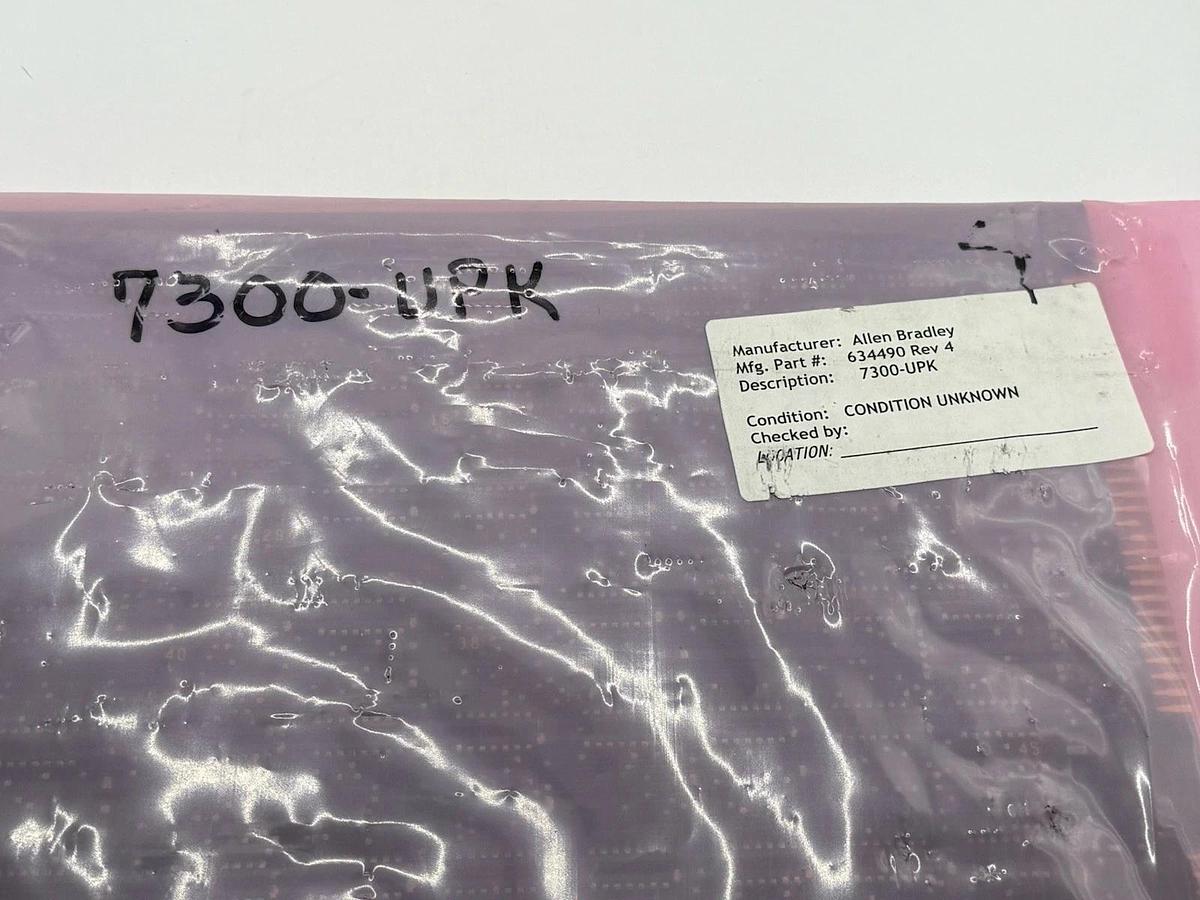 7300-UPK
Manufacturer: Allen Bradley
Mfg. Part #: 634490 Rev 4
Description: 7300-UPK
Condition: CONDITION UNKNOWN
Checked by:
LOCATION: